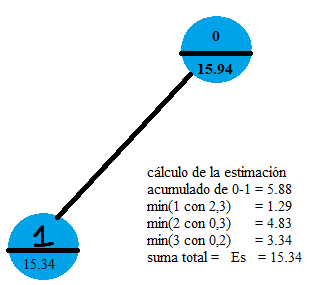 0
15.94
cálculo de la estimación
acumulado de 0-1 = 5.88
min(1 con 2,3) = 1.29
min(2 con 0,3) = 4.83
min(3 con 0,2) = 3.34
suma total = Es = 15.34
1
15.34